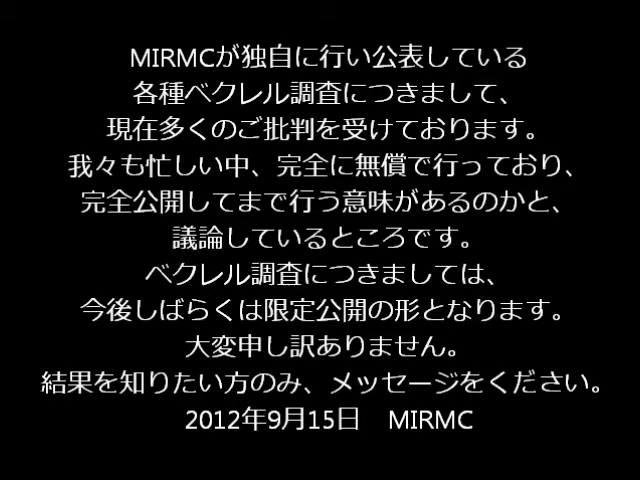 MIRMCが独自に行い公表している
各種ベクレル調査につきまして、
現在多くのご批判を受けております。
我々も忙しい中、完全に無償で行っており、
完全公開してまで行う意味があるのかと、
議論しているところです。
ベクレル調査につきましては、
今後しばらくは限定公開の形となります。
大変申し訳ありません。
結果を知りたい方のみ、メッセージをください。
2012年9月15日　MIRMC